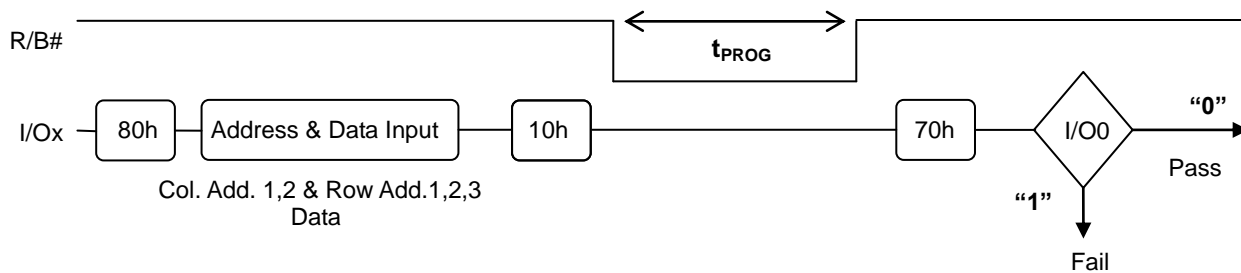 R/B#
tPROG
I/Ox
80h
Address & Data Input
10h
70h
I/O0
“0”
Pass
Col. Add. 1,2 & Row Add.1,2,3
Data
“1”
Fail